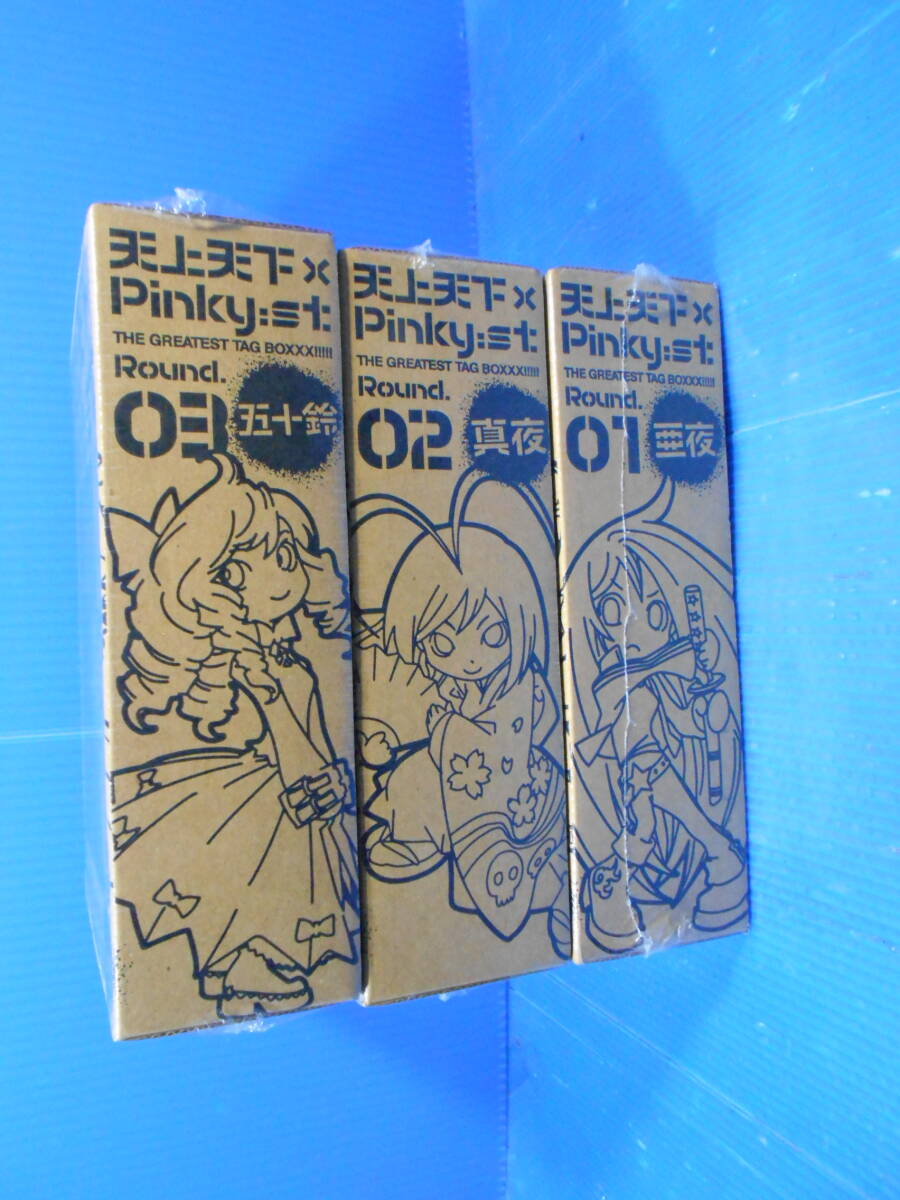 天上天下×
Pinky:st
THE GREATEST TAG BOXXX!!!!!
Round.
03 五十鈴
天上天下×
Pinky:st
THE GREATEST TAG BOXXX!!!!!
Round.
02 真夜
天上天下×
Pinky:st
THE GREATEST TAG BOXXX!!!!!
Round.
01 亜夜